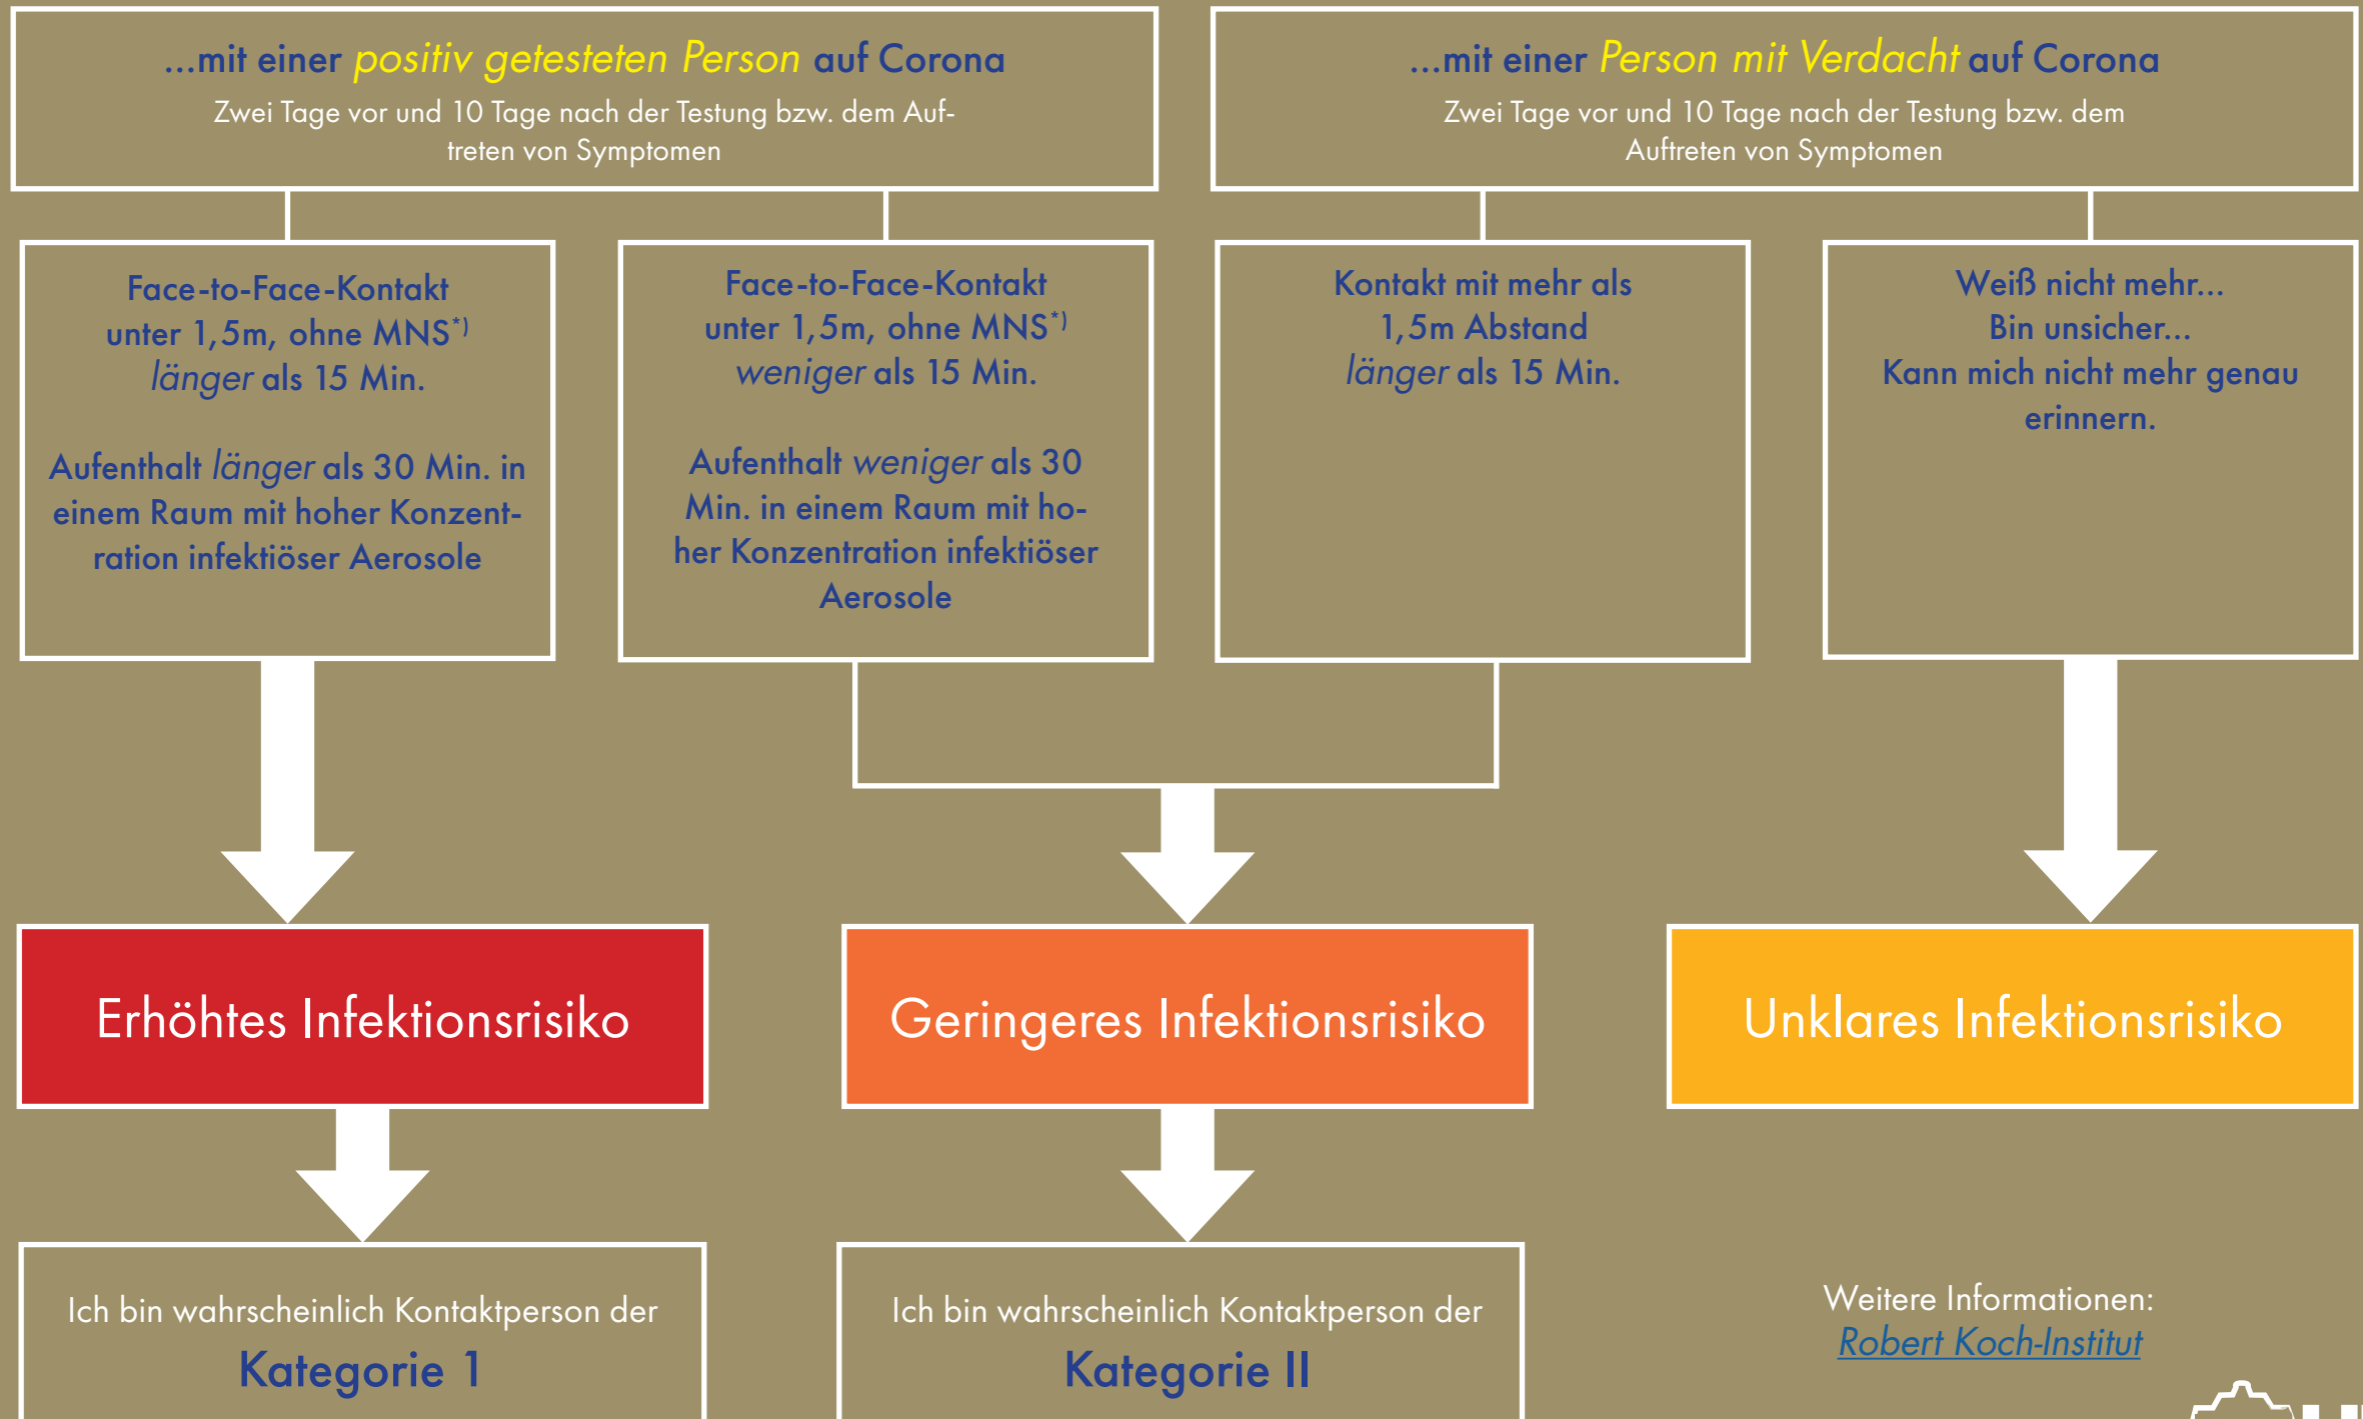 ...mit einer positiv getesteten Person auf Corona
Zwei Tage vor und 10 Tage nach der Testung bzw. dem Auf-
treten von Symptomen
...mit einer Person mit Verdacht auf Corona
Zwei Tage vor und 10 Tage nach der Testung bzw. dem
Auftreten von Symptomen
Face-to-Face-Kontakt
unter 1,5m, ohne MNS*)
länger als 15 Min.
Aufenthalt länger als 30 Min. in
einem Raum mit hoher Konzent-
ration infektiöser Aerosole
Face-to-Face-Kontakt
unter 1,5m, ohne MNS*)
weniger als 15 Min.
Aufenthalt weniger als 30
Min. in einem Raum mit ho-
her Konzentration infektiöser
Aerosole
Kontakt mit mehr als
1,5m Abstand
länger als 15 Min.
Weiß nicht mehr...
Bin unsicher...
Kann mich nicht mehr genau
erinnern.
Erhöhtes Infektionsrisiko
Geringeres Infektionsrisiko
Unklares Infektionsrisiko
Ich bin wahrscheinlich Kontaktperson der
Kategorie 1
Ich bin wahrscheinlich Kontaktperson der
Kategorie II
Weitere Informationen:
Robert Koch-Institut